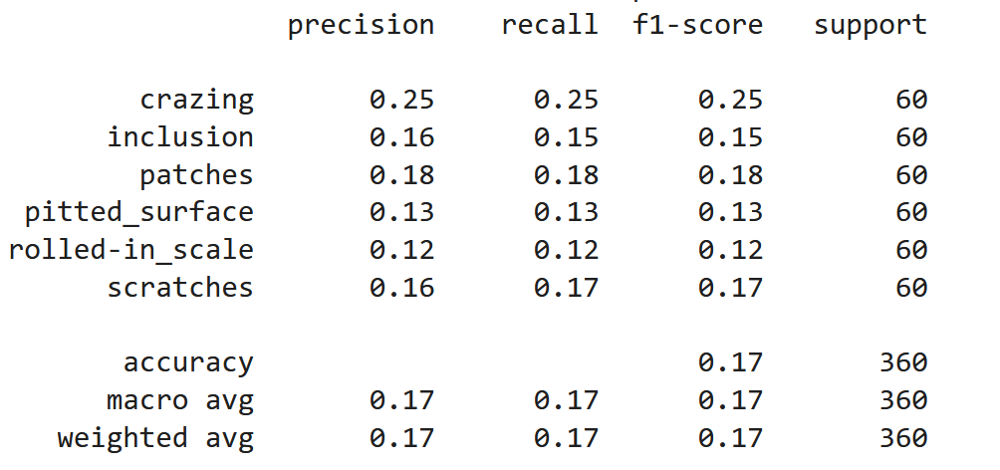 precision recall f1-score support
crazing 0.25 0.25 0.25 60
inclusion 0.16 0.15 0.15 60
patches 0.18 0.18 0.18 60
pitted_surface 0.13 0.13 0.13 60
rolled-in_scale 0.12 0.12 0.12 60
scratches 0.16 0.17 0.17 60
accuracy 0.17 360
macro avg 0.17 0.17 0.17 360
weighted avg 0.17 0.17 0.17 360